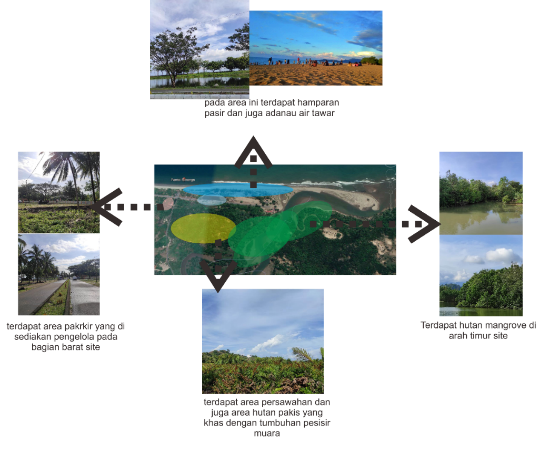 pada area ini terdapat hamparan
pasir dan juga adanau air tawar
terdapat area pakrkir yang di
sediakan pengelola pada
bagian barat site
Terdapat hutan mangrove di
arah timur site
terdapat area persawahan dan
juga area hutan pakis yang
khas dengan tumbuhan pesisir
muara